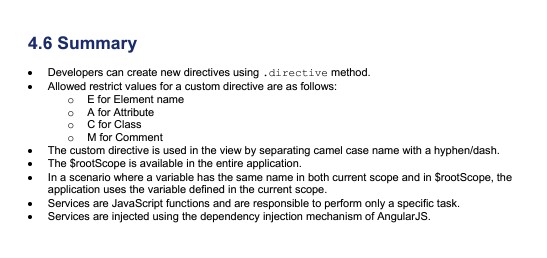 4.6 Summary
• Developers can create new directives using .directive method.
• Allowed restrict values for a custom directive are as follows:
o E for Element name
o A for Attribute
o C for Class
o M for Comment
• The custom directive is used in the view by separating camel case name with a hyphen/dash.
• The $rootScope is available in the entire application.
• In a scenario where a variable has the same name in both current scope and in $rootScope, the
application uses the variable defined in the current scope.
• Services are JavaScript functions and are responsible to perform only a specific task.
• Services are injected using the dependency injection mechanism of AngularJS.